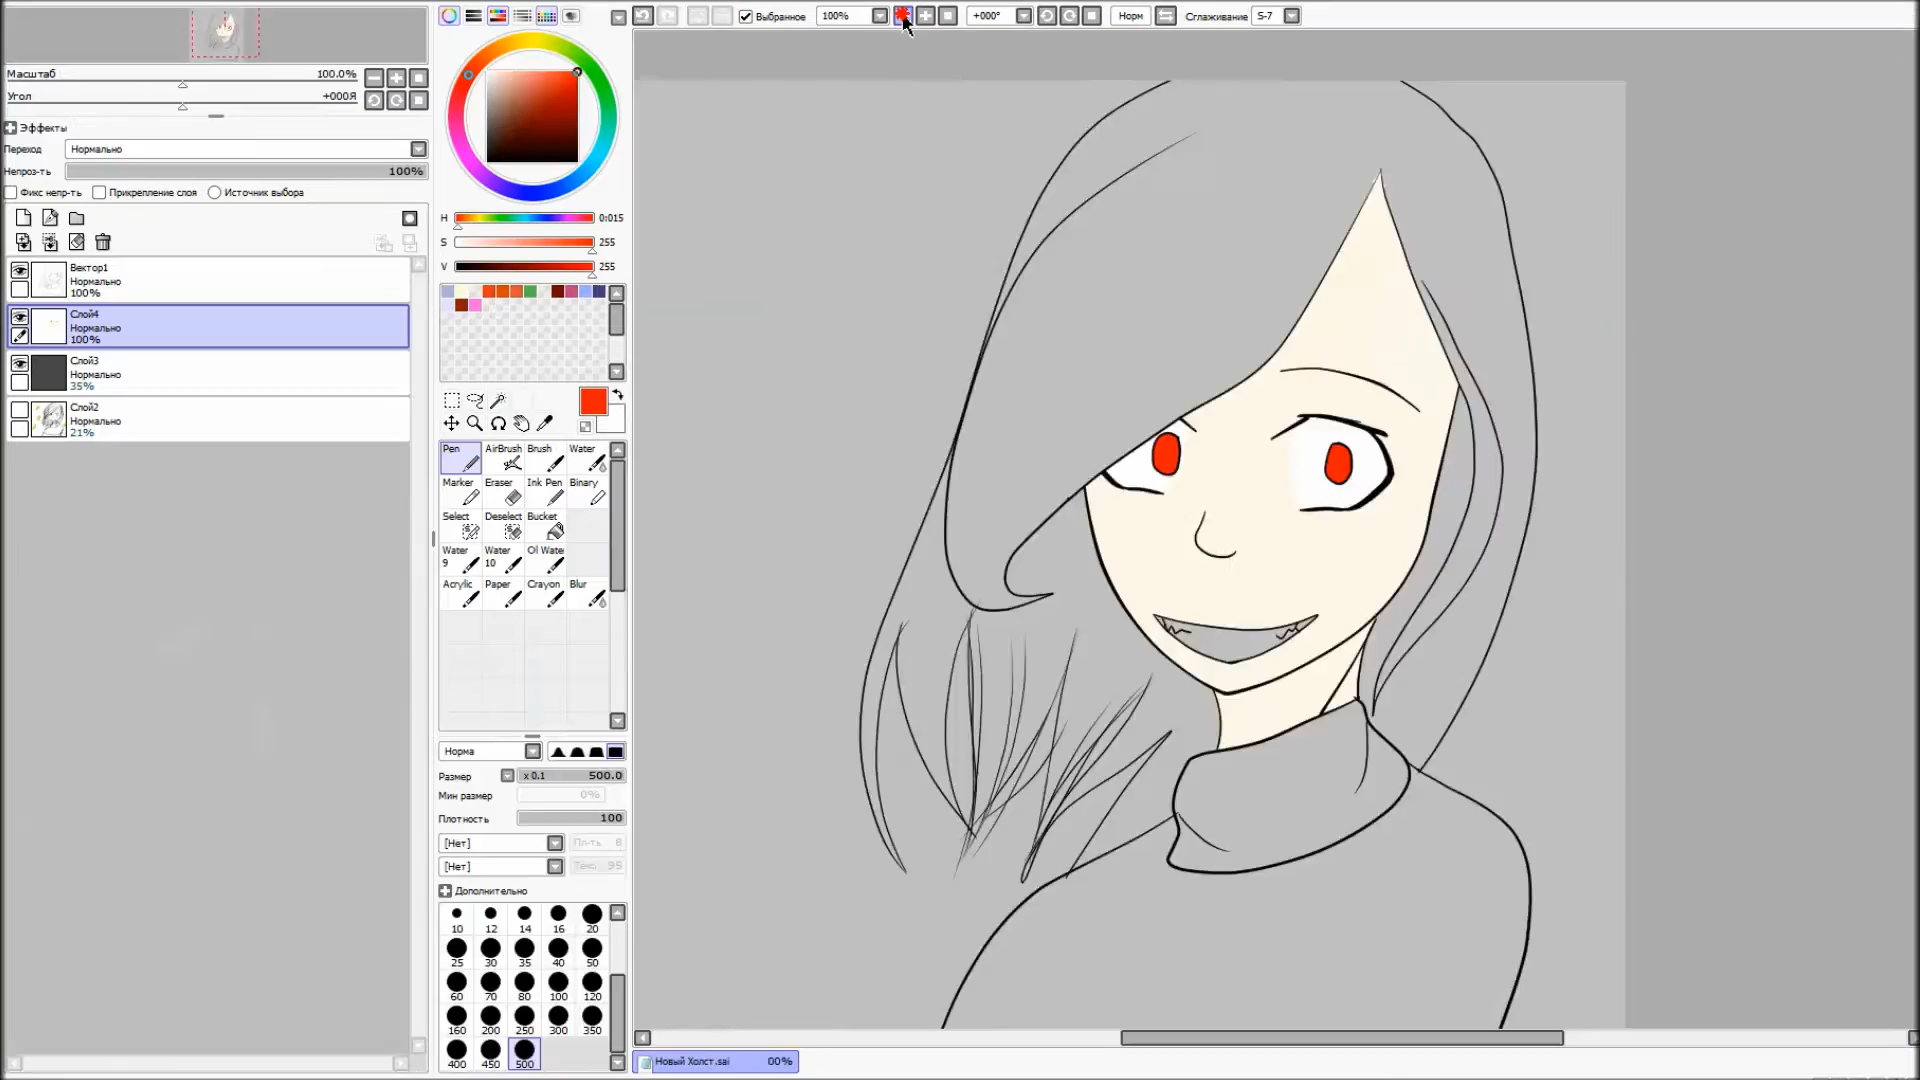 Выбранное 100% +000° Норм Сглаживание S-7
Масштаб 100.0%
Угол +000Я
Эффекты
Переход Нормально
Непроз-ть 100%
Фикс непр-ть Прикрепление слоя Источник выбора
Вектор1
Нормально
100%
Слой4
Нормально
100%
Слой3
Нормально
35%
Слой2
Нормально
21%
H 0:015
S 255
V 255
Pen AirBrush Brush Water
Marker Eraser Ink Pen Binary
Select Deselect Bucket
Water 9 Water 10 Ol Wate
Acrylic Paper Crayon Blur
Норма
Размер x 0.1 500.0
Мин размер 0%
Плотность 100
[Нет] Пл-ть 8
[Нет] 95
Дополнительно
10 12 14 16 20
25 30 35 40 50
60 70 80 100 120
160 200 250 300 350
400 450 500
Новый Холст.sai 00%